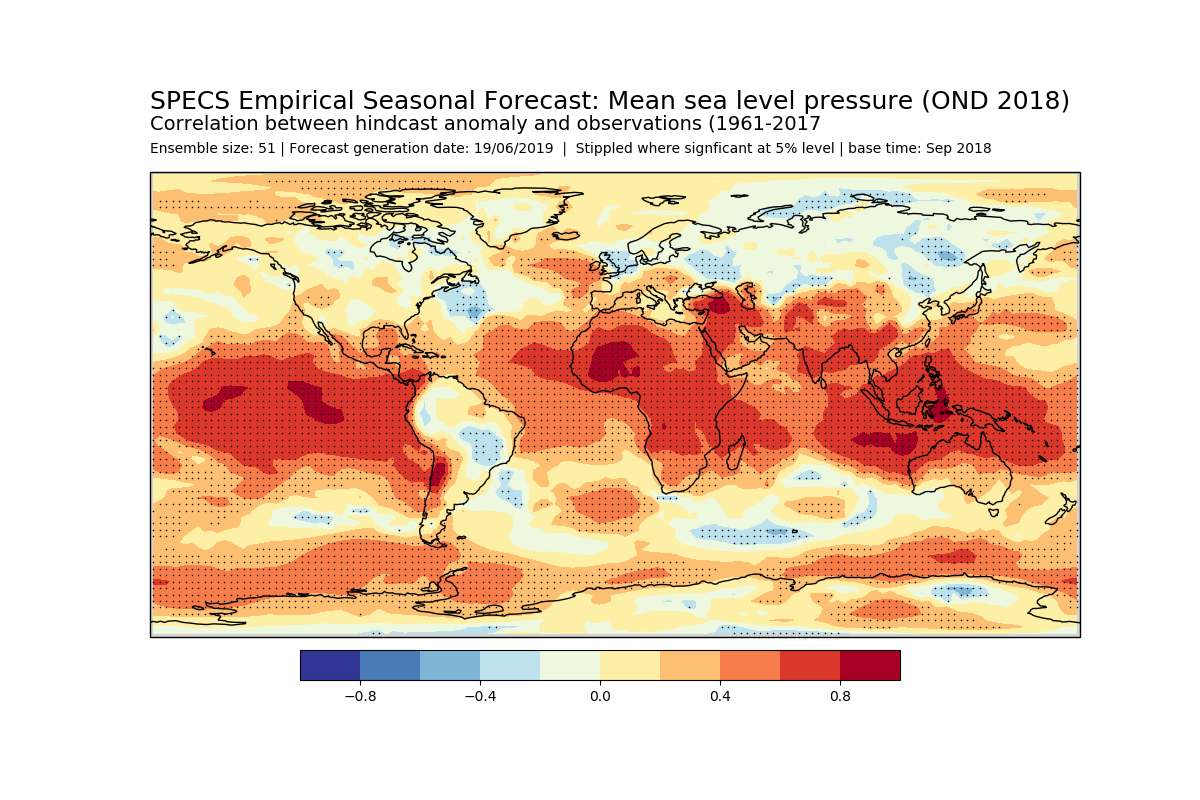 SPECS Empirical Seasonal Forecast: Mean sea level pressure (OND 2018)
Correlation between hindcast anomaly and observations (1961-2017
Ensemble size: 51 | Forecast generation date: 19/06/2019 | Stippled where signficant at 5% level | base time: Sep 2018
−0.8 −0.4 0.0 0.4 0.8